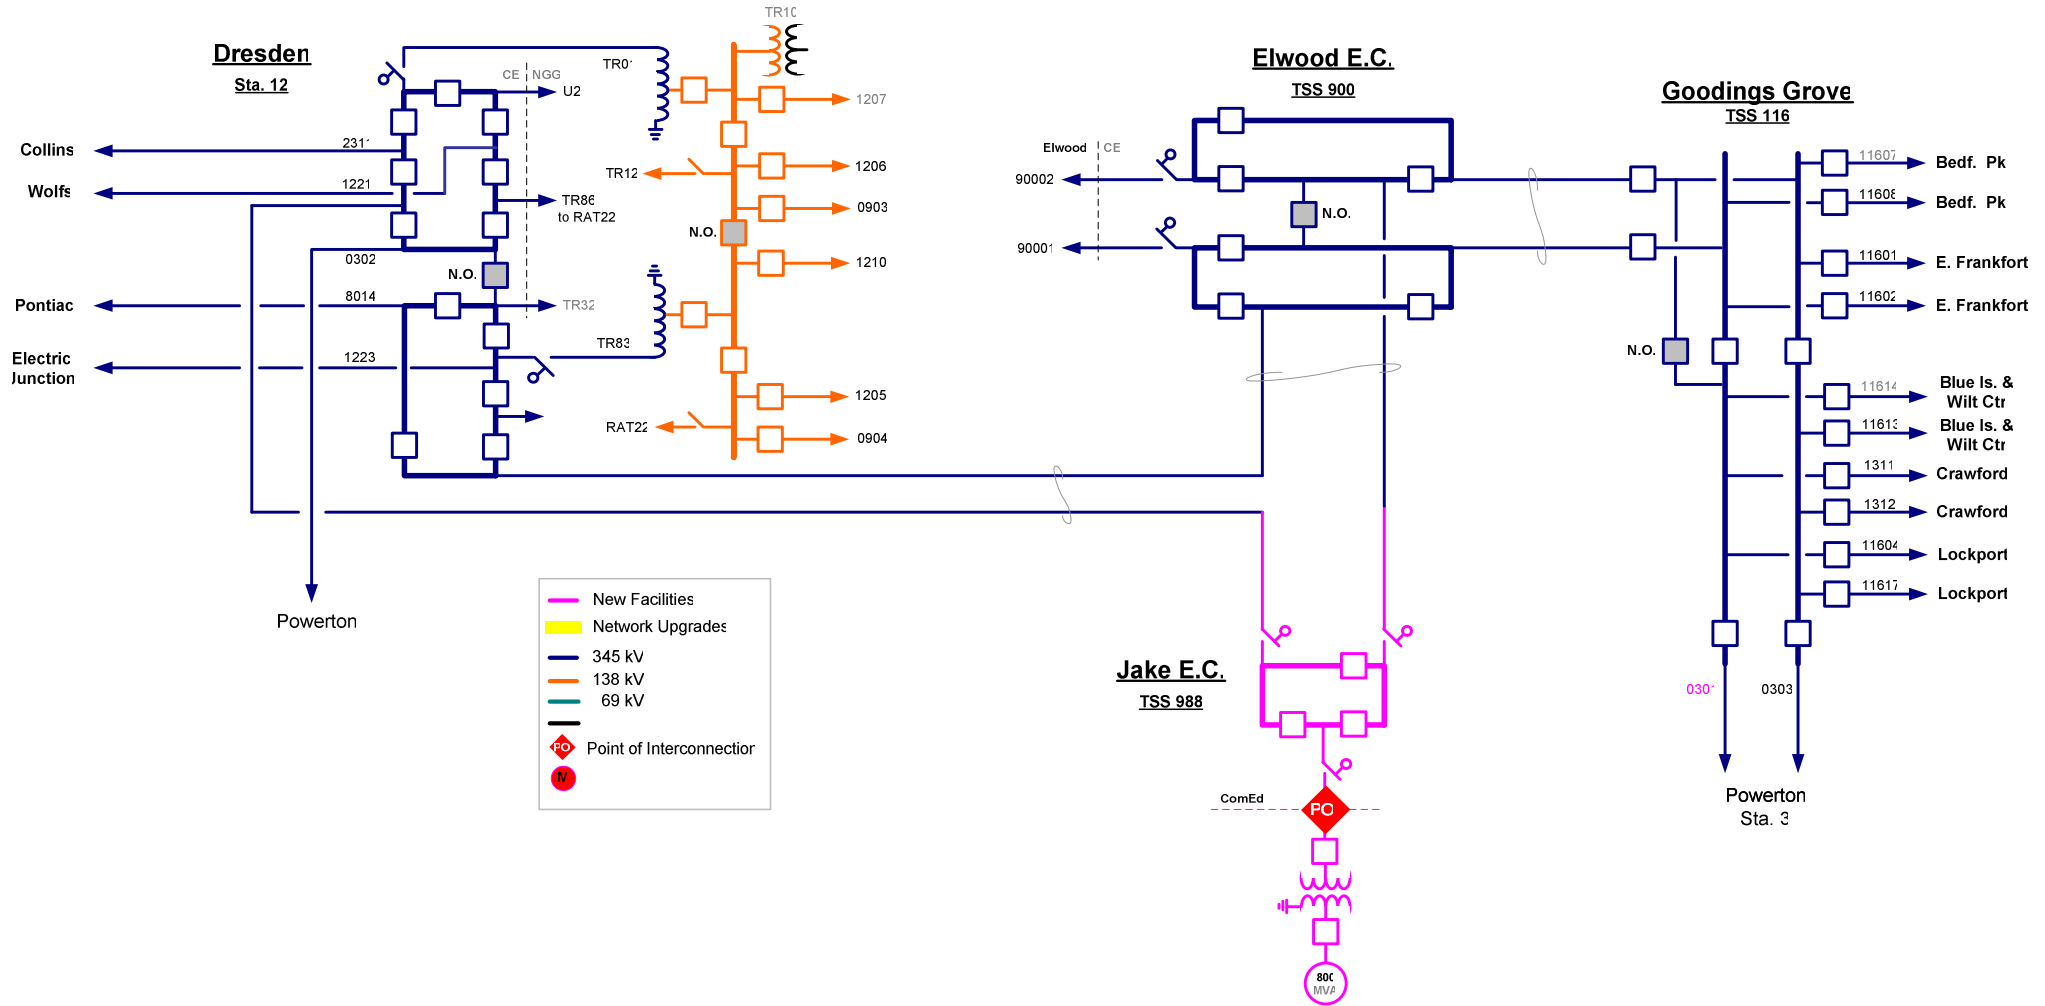 Dresden
Sta. 12
CE NGG
U2
TR86
to RAT22
TR32
Collins
2311
Wolfs
1221
0302
N.O.
Pontiac
8014
Electric
Junction
1223
Powerton
TR01
TR10
1207
TR12
1206
0903
N.O.
1210
TR83
1205
RAT22
0904
Elwood E.C.
TSS 900
Elwood CE
90002
N.O.
90001
Goodings Grove
TSS 116
11607 Bedf. Pk
11608 Bedf. Pk
11601 E. Frankfort
11602 E. Frankfort
N.O.
11614 Blue Is. &
Wilt Ctr
11613 Blue Is. &
Wilt Ctr
1311 Crawford
1312 Crawford
11604 Lockport
11617 Lockport
0301
0303
Powerton
Sta. 3
New Facilities
Network Upgrades
345 kV
138 kV
69 kV
PO Point of Interconnection
M
Jake E.C.
TSS 988
ComEd
PO
800
MVA